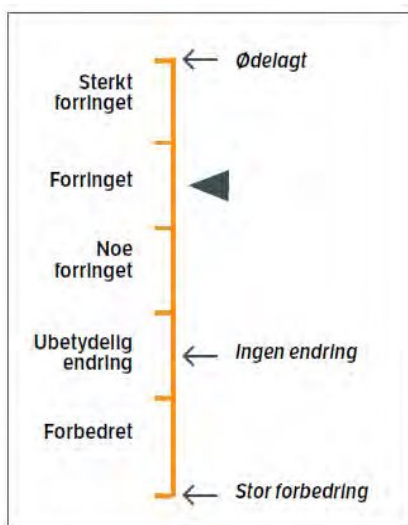 Ødelagt
Sterkt
forringet
Forringet
Noe
forringet
Ubetydelig
endring
Ingen endring
Forbedret
Stor forbedring